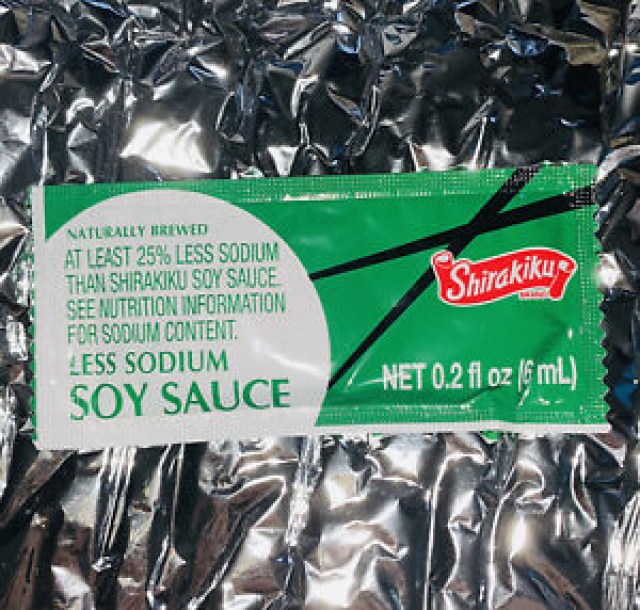 NATURALLY BREWED
AT LEAST 25% LESS SODIUM
THAN SHIRAKIKU SOY SAUCE.
SEE NUTRITION INFORMATION
FOR SODIUM CONTENT.
LESS SODIUM
SOY SAUCE
Shirakiku
NET 0.2 fl oz (6 mL)